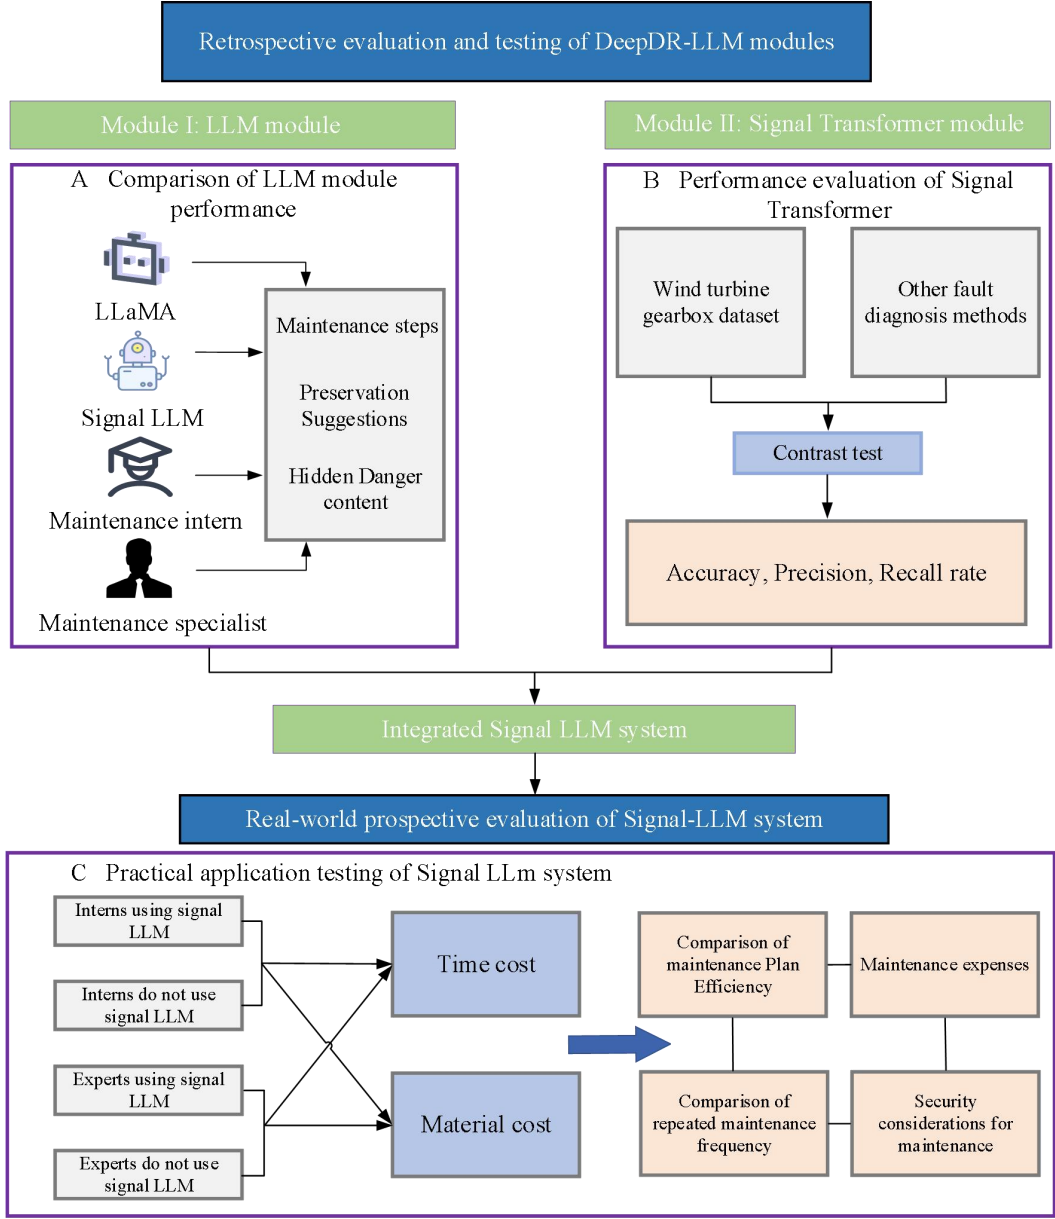 Retrospective evaluation and testing of DeepDR-LLM modules
Module I: LLM module
Module II: Signal Transformer module
A Comparison of LLM module
performance
LLaMA
Signal LLM
Maintenance intern
Maintenance specialist
Maintenance steps
Preservation
Suggestions
Hidden Danger
content
B Performance evaluation of Signal
Transformer
Wind turbine
gearbox dataset
Other fault
diagnosis methods
Contrast test
Accuracy, Precision, Recall rate
Integrated Signal LLM system
Real-world prospective evaluation of Signal-LLM system
C Practical application testing of Signal LLm system
Interns using signal
LLM
Interns do not use
signal LLM
Experts using signal
LLM
Experts do not use
signal LLM
Time cost
Material cost
Comparison of
maintenance Plan
Efficiency
Maintenance expenses
Comparison of
repeated maintenance
frequency
Security
considerations for
maintenance